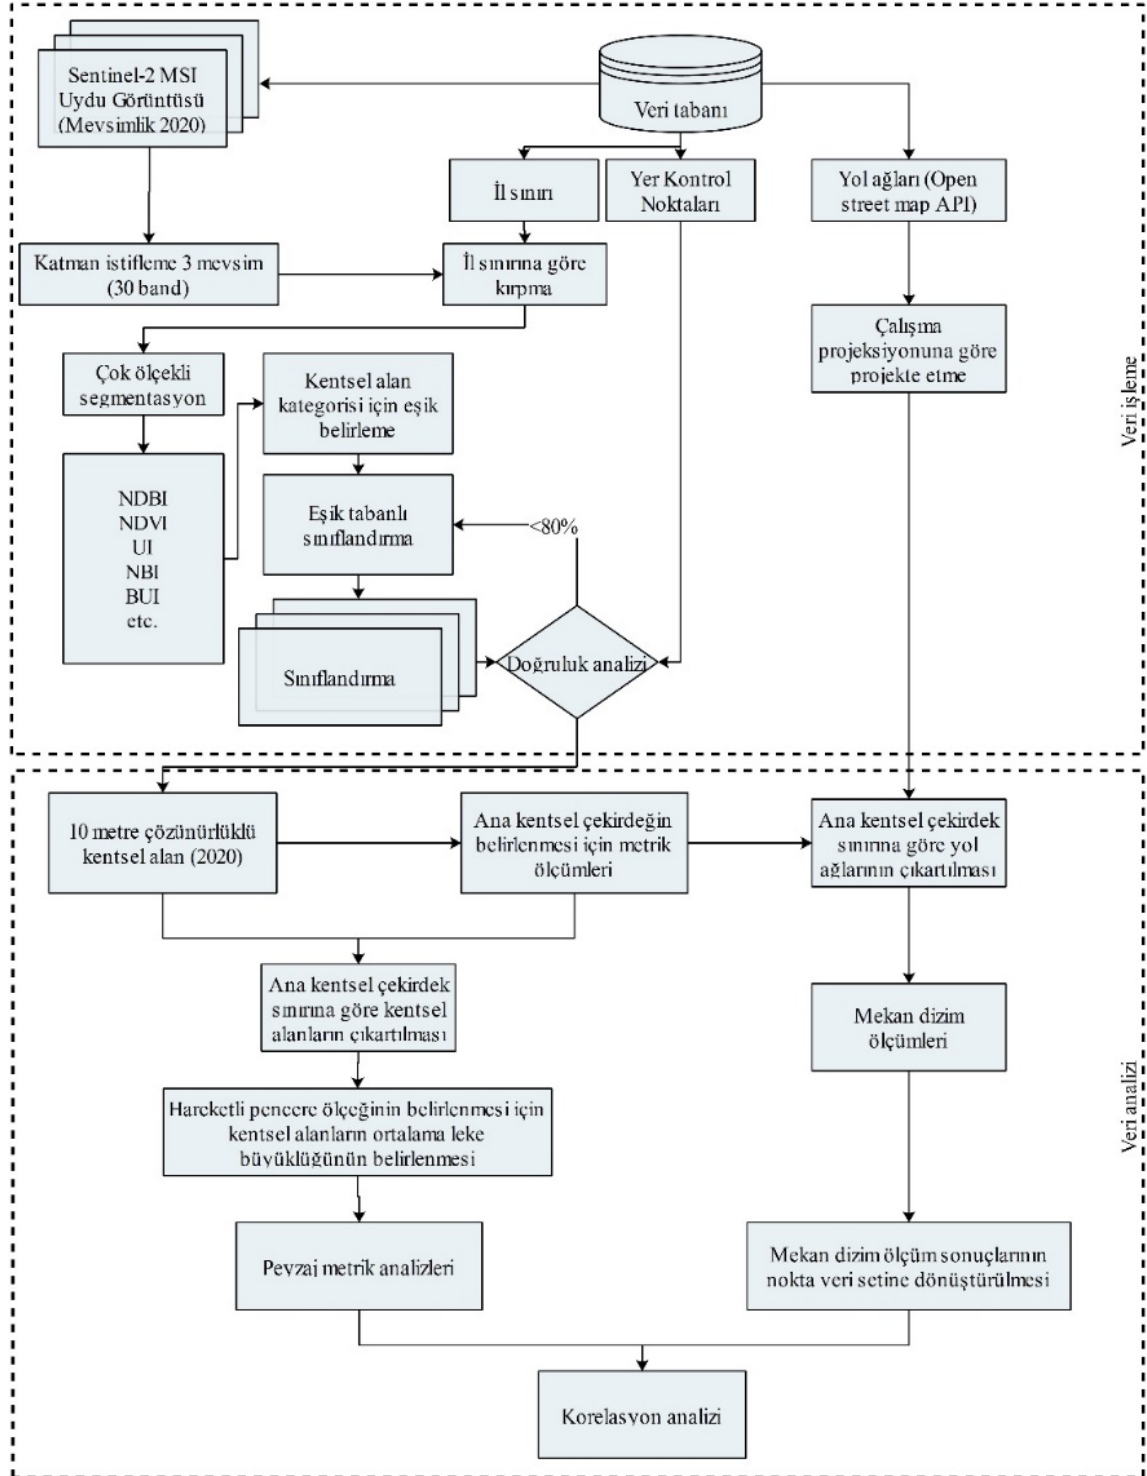 Sentinel-2 MSI
Uydu Görüntüsü
(Mevsimlik 2020)
Veri tabanı
İl sınırı
Yer Kontrol
Noktaları
Yol ağları (Open
street map API)
Katman istifleme 3 mevsim
(30 band)
İl sınırına göre
kırpma
Çalışma
projeksiyonuna göre
projekte etme
Çok ölçekli
segmentasyon
Kentsel alan
kategorisi için eşik
belirleme
NDBI
NDVI
UI
NBI
BUI
etc.
Eşik tabanlı
sınıflandırma
<80%
Sınıflandırma
Doğruluk analizi
Veri işleme
10 metre çözünürlüklü
kentsel alan (2020)
Ana kentsel çekirdeğin
belirlenmesi için metrik
ölçümleri
Ana kentsel çekirdek
sınırına göre yol
ağlarının çıkartılması
Ana kentsel çekirdek
sınırına göre kentsel
alanların çıkartılması
Mekan dizim
ölçümleri
Hareketli pencere ölçeğinin belirlenmesi için
kentsel alanların ortalama leke
büyüklüğünün belirlenmesi
Peyzaj metrik analizleri
Mekan dizim ölçüm sonuçlarının
nokta veri setine dönüştürülmesi
Korelasyon analizi
Veri analizi